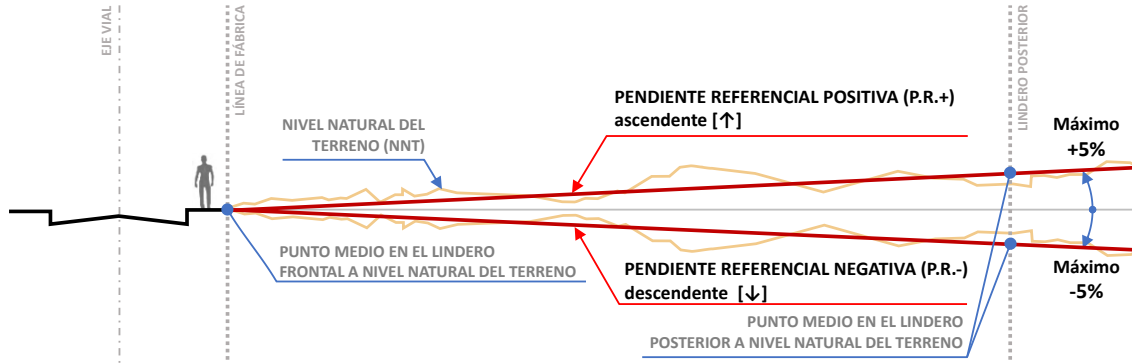 EJE VIAL
LÍNEA DE FÁBRICA
NIVEL NATURAL DEL
TERRENO (NNT)
PENDIENTE REFERENCIAL POSITIVA (P.R.+)
ascendente [↑]
LINDERO POSTERIOR
Máximo
+5%
PUNTO MEDIO EN EL LINDERO
FRONTAL A NIVEL NATURAL DEL TERRENO
PENDIENTE REFERENCIAL NEGATIVA (P.R.-)
descendente [↓]
Máximo
-5%
PUNTO MEDIO EN EL LINDERO
POSTERIOR A NIVEL NATURAL DEL TERRENO